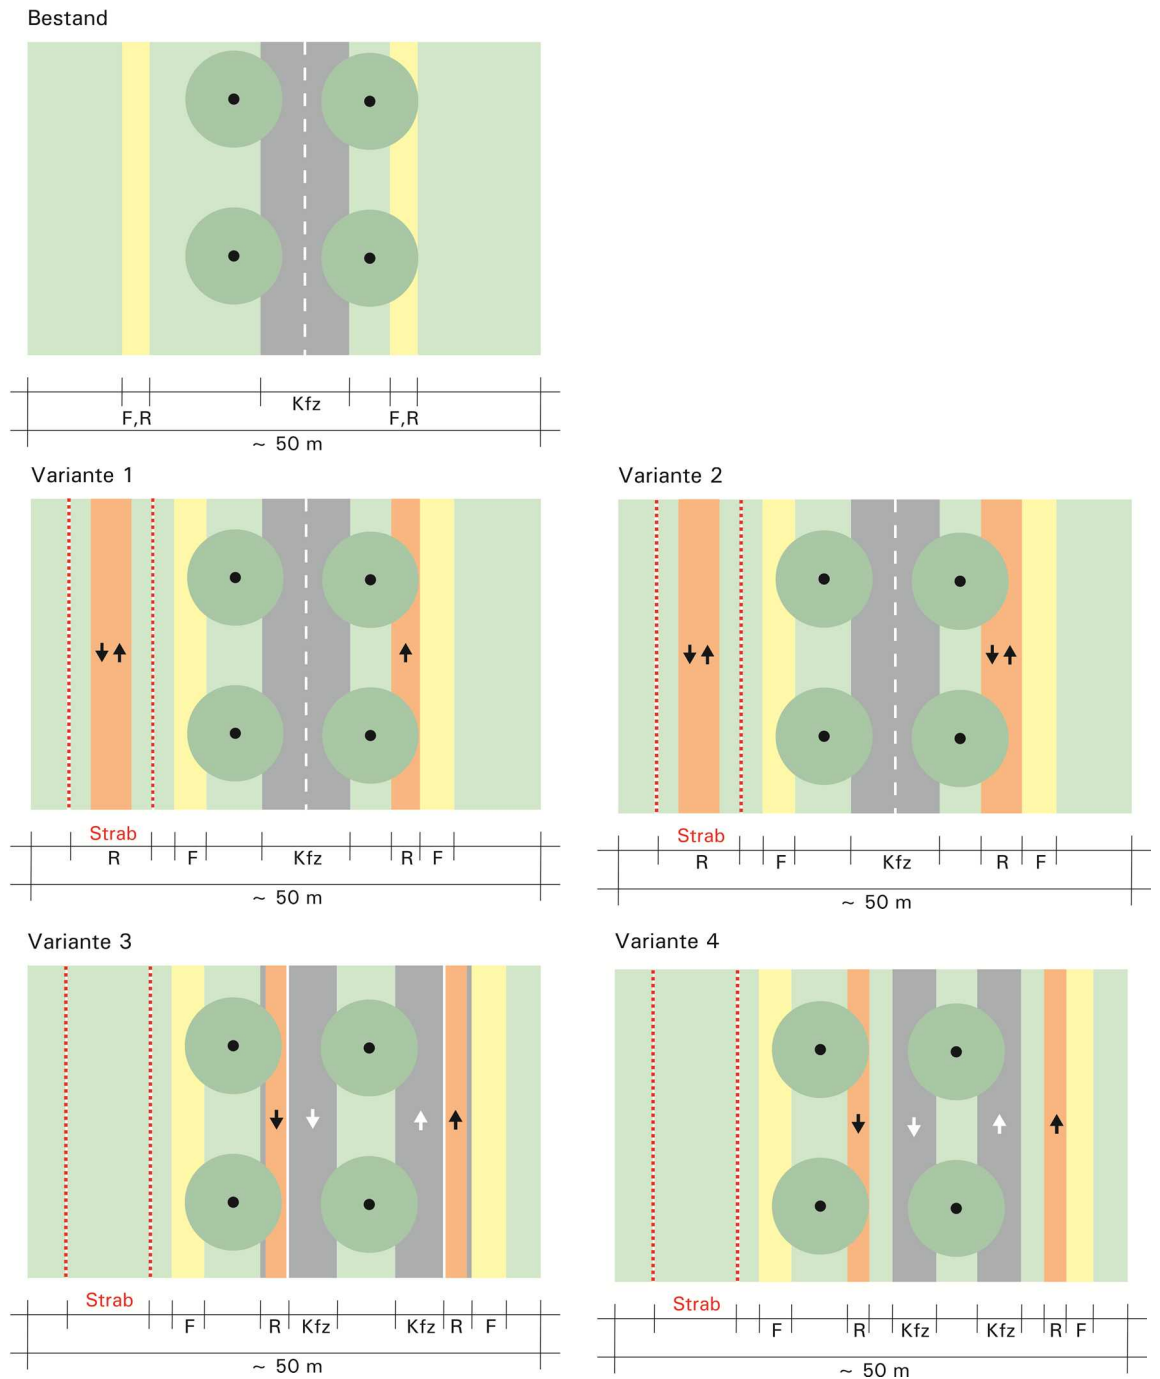 Bestand
Kfz
F,R F,R
~ 50 m
Variante 1
Strab
R F Kfz R F
~ 50 m
Variante 2
Strab
R F Kfz R F
~ 50 m
Variante 3
Strab
F R Kfz Kfz R F
~ 50 m
Variante 4
Strab
F R Kfz Kfz R F
~ 50 m